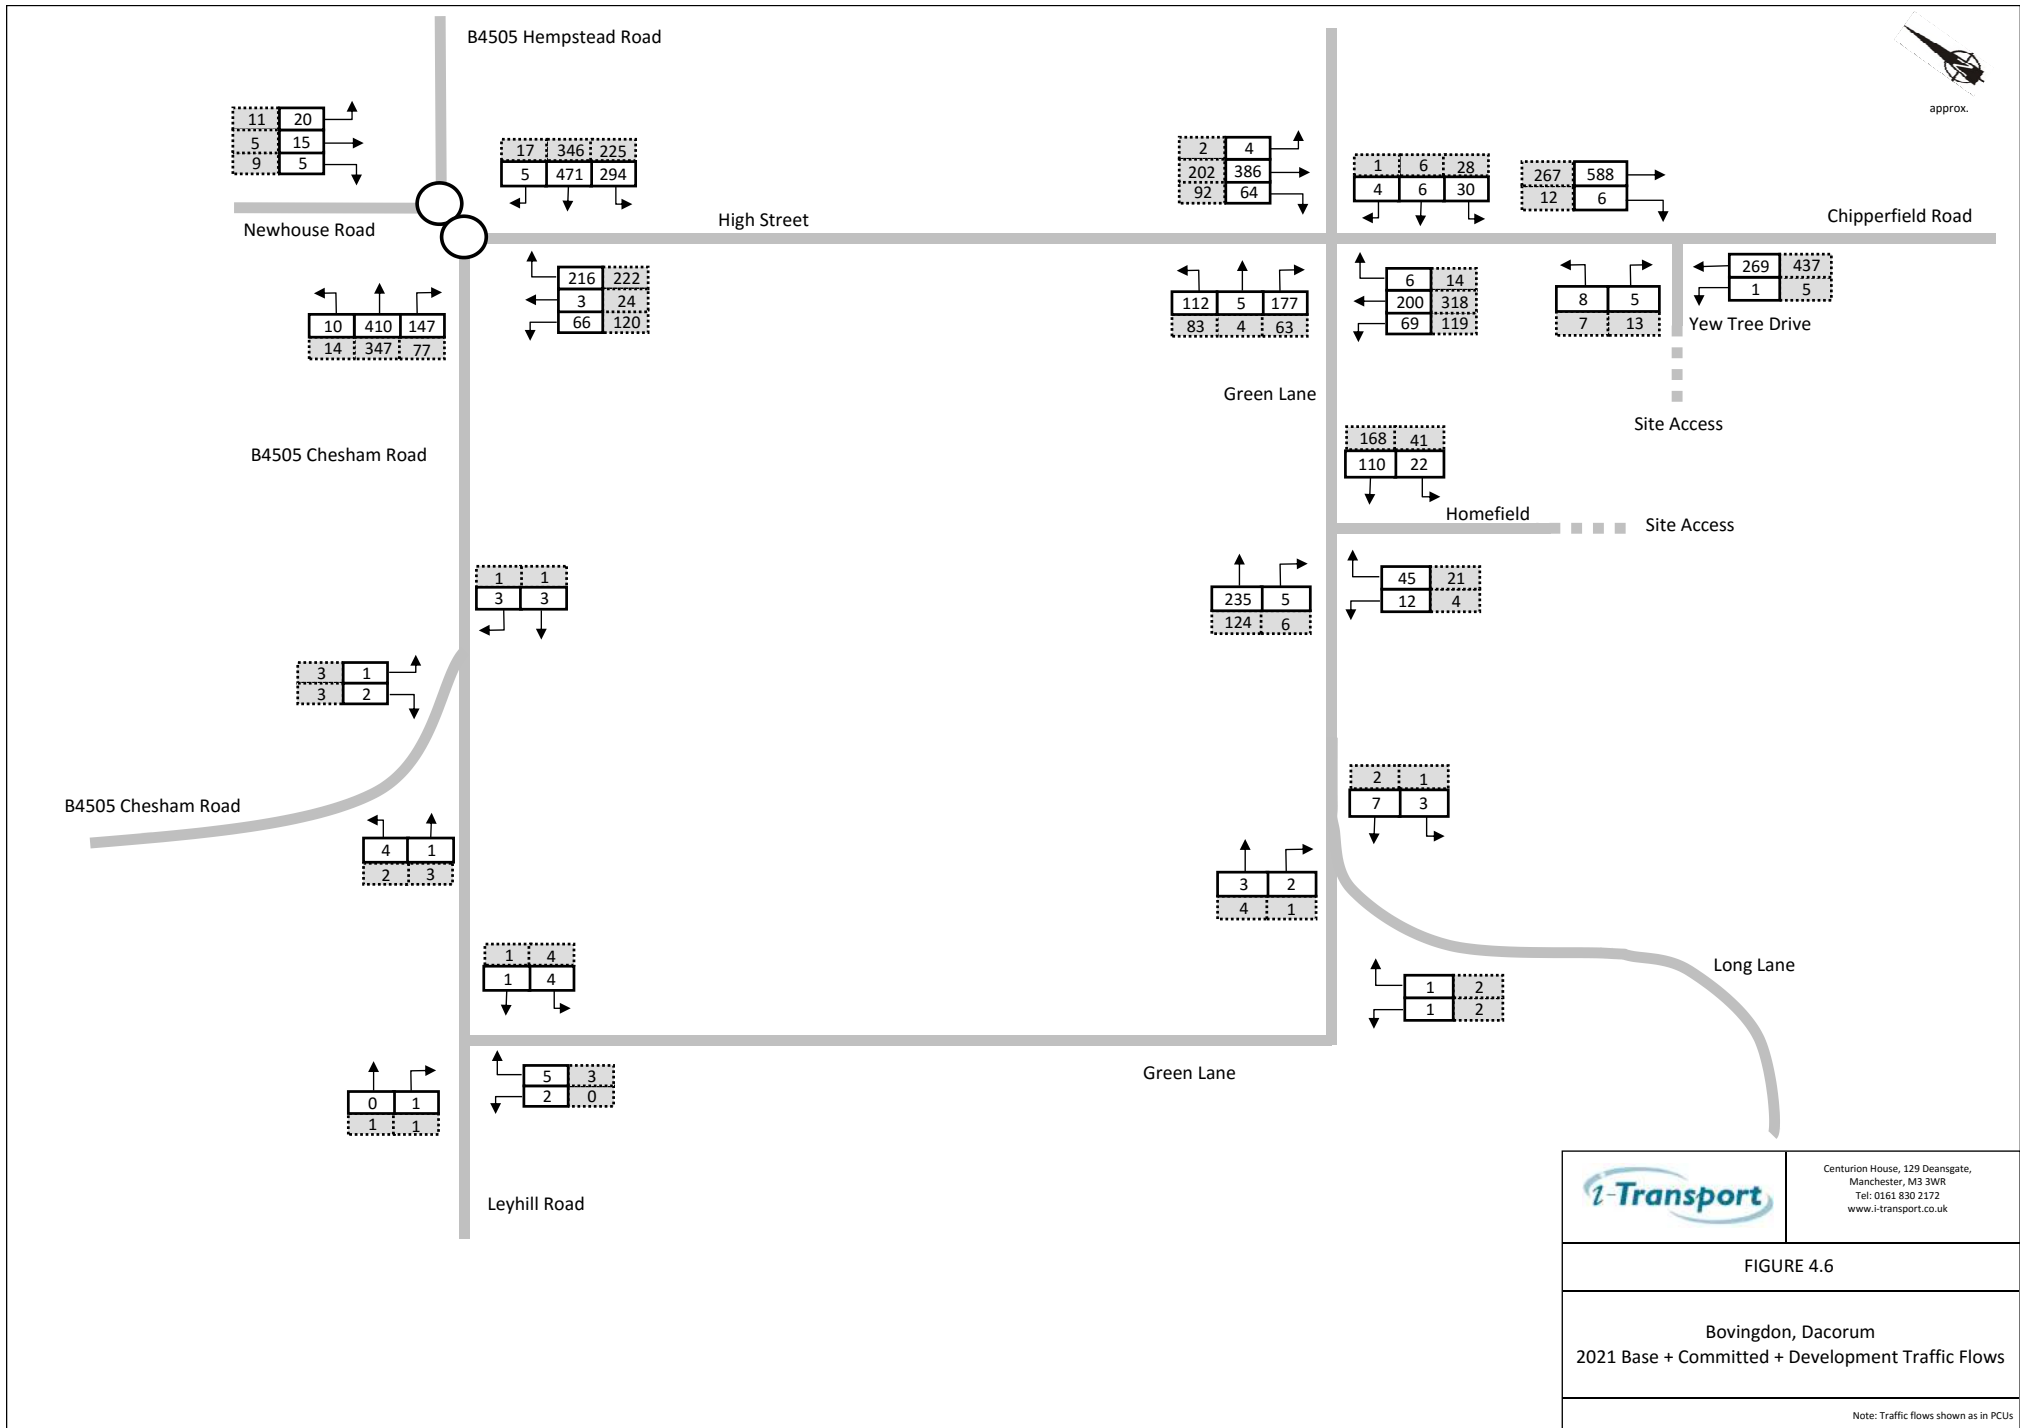 B4505 Hempstead Road
approx.
11 20
5 15
9 5
17 346 225
5 471 294
2 4
202 386
92 64
1 6 28
4 6 30
267 588
12 6
Newhouse Road
High Street
Chipperfield Road
10 410 147
14 347 77
216 222
3 24
66 120
112 5 177
83 4 63
6 14
200 318
69 119
8 5
7 13
269 437
1 5
Yew Tree Drive
Green Lane
Site Access
B4505 Chesham Road
168 41
110 22
Homefield
Site Access
1 1
3 3
235 5
124 6
45 21
12 4
3 1
3 2
B4505 Chesham Road
2 1
7 3
4 1
2 3
3 2
4 1
1 4
1 4
Long Lane
1 2
1 2
0 1
1 1
5 3
2 0
Green Lane
Leyhill Road
i-Transport
Centurion House, 129 Deansgate,
Manchester, M3 3WR
Tel: 0161 830 2172
www.i-transport.co.uk
FIGURE 4.6
Bovingdon, Dacorum
2021 Base + Committed + Development Traffic Flows
Note: Traffic flows shown as in PCUs